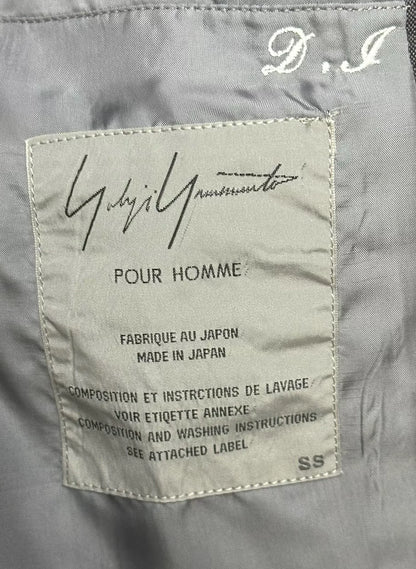 D.I
Yohji Yamamoto
POUR HOMME
FABRIQUE AU JAPON
MADE IN JAPAN
COMPOSITION ET INSTRCTIONS DE LAVAGE
VOIR ETIQETTE ANNEXE
COMPOSITION AND WASHING INSTRUCTIONS
SEE ATTACHED LABEL
SS